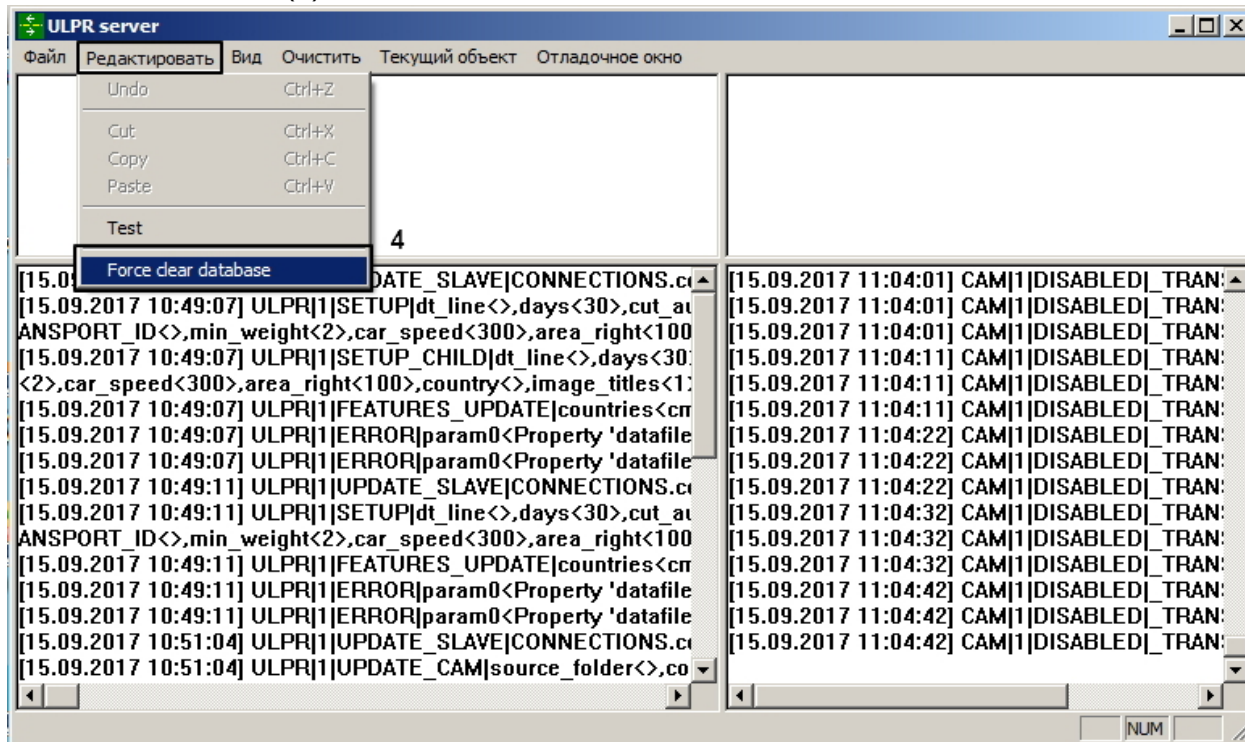 ULPR server
Файл Редактировать Вид Очистить Текущий объект Отладочное окно
Undo Ctrl+Z
Cut Ctrl+X
Copy Ctrl+C
Paste Ctrl+V
Test
Force clear database
4
[15.0 DATE_SLAVE|CONNECTIONS.c
[15.09.2017 10:49:07] ULPR|1|SETUP|dt_line<>,days<30>,cut_au
ANSPORT_ID<>,min_weight<2>,car_speed<300>,area_right<100
[15.09.2017 10:49:07] ULPR|1|SETUP_CHILD|dt_line<>,days<30
<2>,car_speed<300>,area_right<100>,country<>,image_titles<1
[15.09.2017 10:49:07] ULPR|1|FEATURES_UPDATE|countries<cm
[15.09.2017 10:49:07] ULPR|1|ERROR|param0<Property 'datafile
[15.09.2017 10:49:07] ULPR|1|ERROR|param0<Property 'datafile
[15.09.2017 10:49:11] ULPR|1|UPDATE_SLAVE|CONNECTIONS.c
[15.09.2017 10:49:11] ULPR|1|SETUP|dt_line<>,days<30>,cut_au
ANSPORT_ID<>,min_weight<2>,car_speed<300>,area_right<100
[15.09.2017 10:49:11] ULPR|1|FEATURES_UPDATE|countries<cm
[15.09.2017 10:49:11] ULPR|1|ERROR|param0<Property 'datafile
[15.09.2017 10:49:11] ULPR|1|ERROR|param0<Property 'datafile
[15.09.2017 10:51:04] ULPR|1|UPDATE_SLAVE|CONNECTIONS.c
[15.09.2017 10:51:04] ULPR|1|UPDATE_CAM|source_folder<>,co
[15.09.2017 11:04:01] CAM|1|DISABLED|_TRAN
[15.09.2017 11:04:01] CAM|1|DISABLED|_TRAN
[15.09.2017 11:04:01] CAM|1|DISABLED|_TRAN
[15.09.2017 11:04:11] CAM|1|DISABLED|_TRAN
[15.09.2017 11:04:11] CAM|1|DISABLED|_TRAN
[15.09.2017 11:04:11] CAM|1|DISABLED|_TRAN
[15.09.2017 11:04:22] CAM|1|DISABLED|_TRAN
[15.09.2017 11:04:22] CAM|1|DISABLED|_TRAN
[15.09.2017 11:04:22] CAM|1|DISABLED|_TRAN
[15.09.2017 11:04:32] CAM|1|DISABLED|_TRAN
[15.09.2017 11:04:32] CAM|1|DISABLED|_TRAN
[15.09.2017 11:04:32] CAM|1|DISABLED|_TRAN
[15.09.2017 11:04:42] CAM|1|DISABLED|_TRAN
[15.09.2017 11:04:42] CAM|1|DISABLED|_TRAN
[15.09.2017 11:04:42] CAM|1|DISABLED|_TRAN
NUM